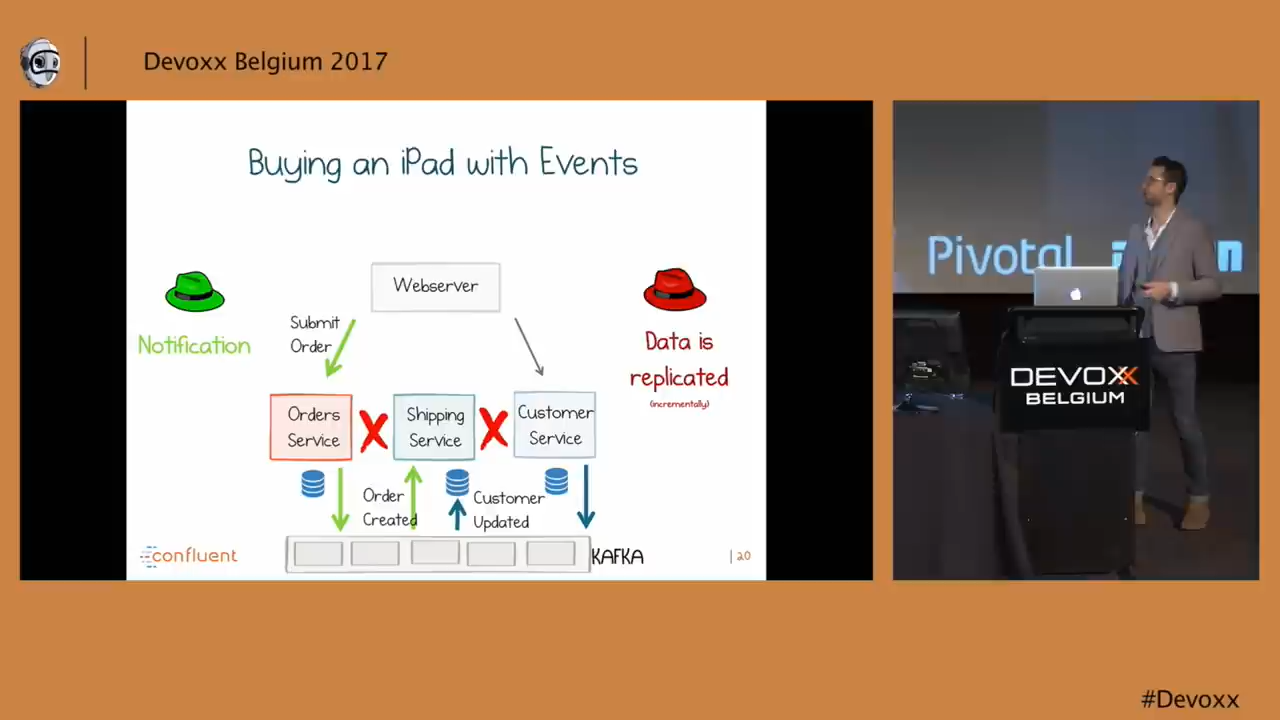 Devoxx Belgium 2017
Buying an iPad with Events
Webserver
Notification
Submit
Order
Data is
replicated
(incrementally)
Orders
Service
X
Shipping
Service
X
Customer
Service
Order
Created
Customer
Updated
confluent
KAFKA
| 20
Pivotal
DEVOXX
BELGIUM
#Devoxx